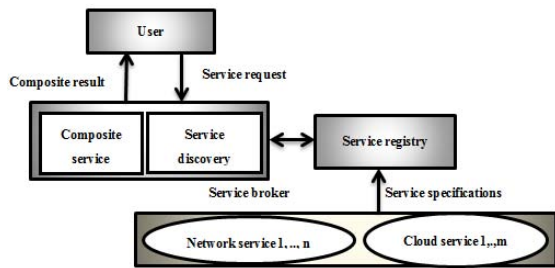 User
Composite result
Service request
Composite
service
Service
discovery
Service registry
Service broker
Service specifications
Network service 1, .., n
Cloud service 1,..,m